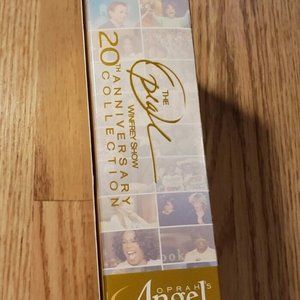 THE
Oprah
WINFREY SHOW
20TH ANNIVERSARY
COLLECTION
OPRAH'S
Angel